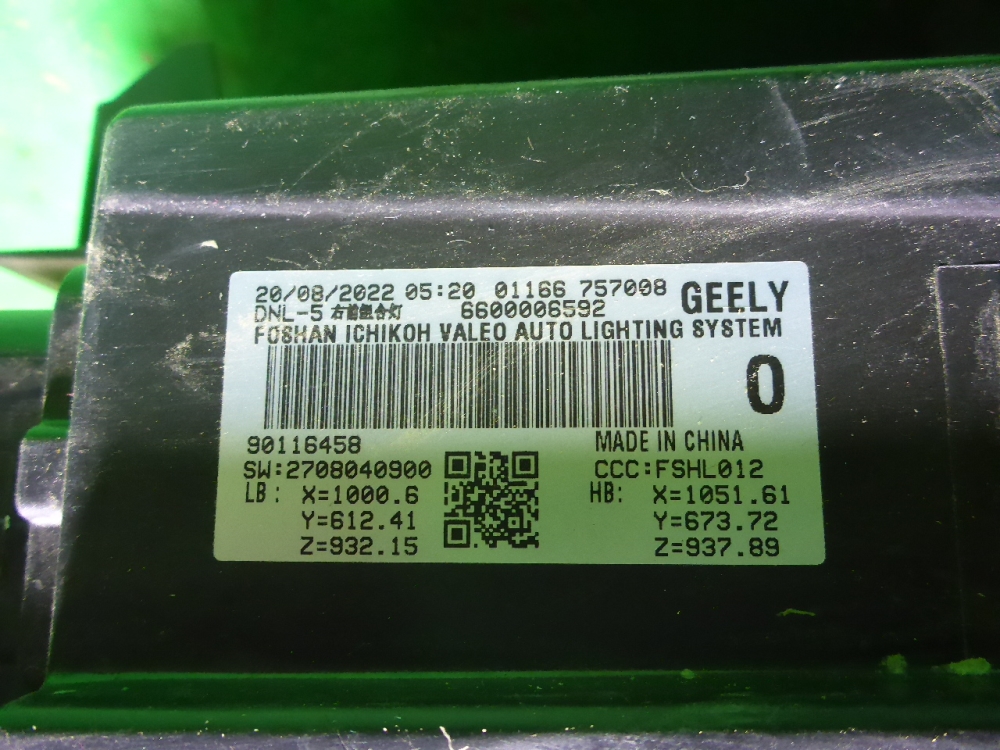 20/08/2022 05:20 01166 757008 GEELY
DNL-5 右前组合灯 6600006592
FOSHAN ICHIKOH VALEO AUTO LIGHTING SYSTEM
0
90116458 MADE IN CHINA
SW:2708040900 CCC:FSHL012
LB: X=1000.6 HB: X=1051.61
Y=612.41 Y=673.72
Z=932.15 Z=937.89